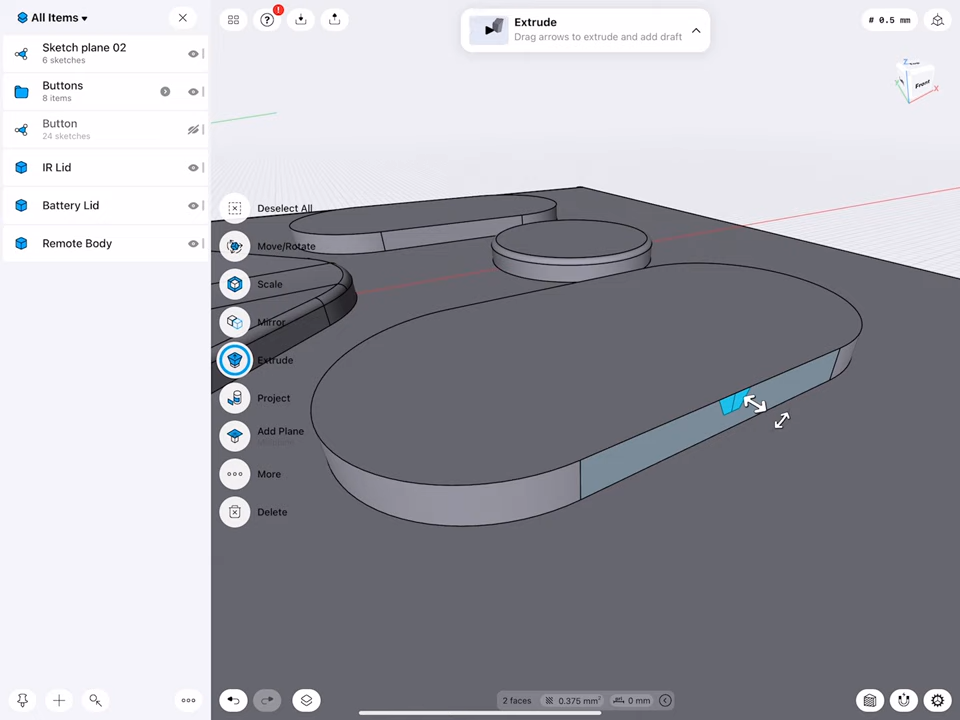 All Items
Sketch plane 02
6 sketches
Buttons
8 items
Button
24 sketches
IR Lid
Battery Lid
Remote Body
!
Extrude
Drag arrows to extrude and add draft
# 0.5 mm
Z
Front
X
Y
Deselect All
Move/Rotate
Scale
Mirror
Extrude
Project
Add Plane
More
Delete
2 faces
0.375 mm²
0 mm